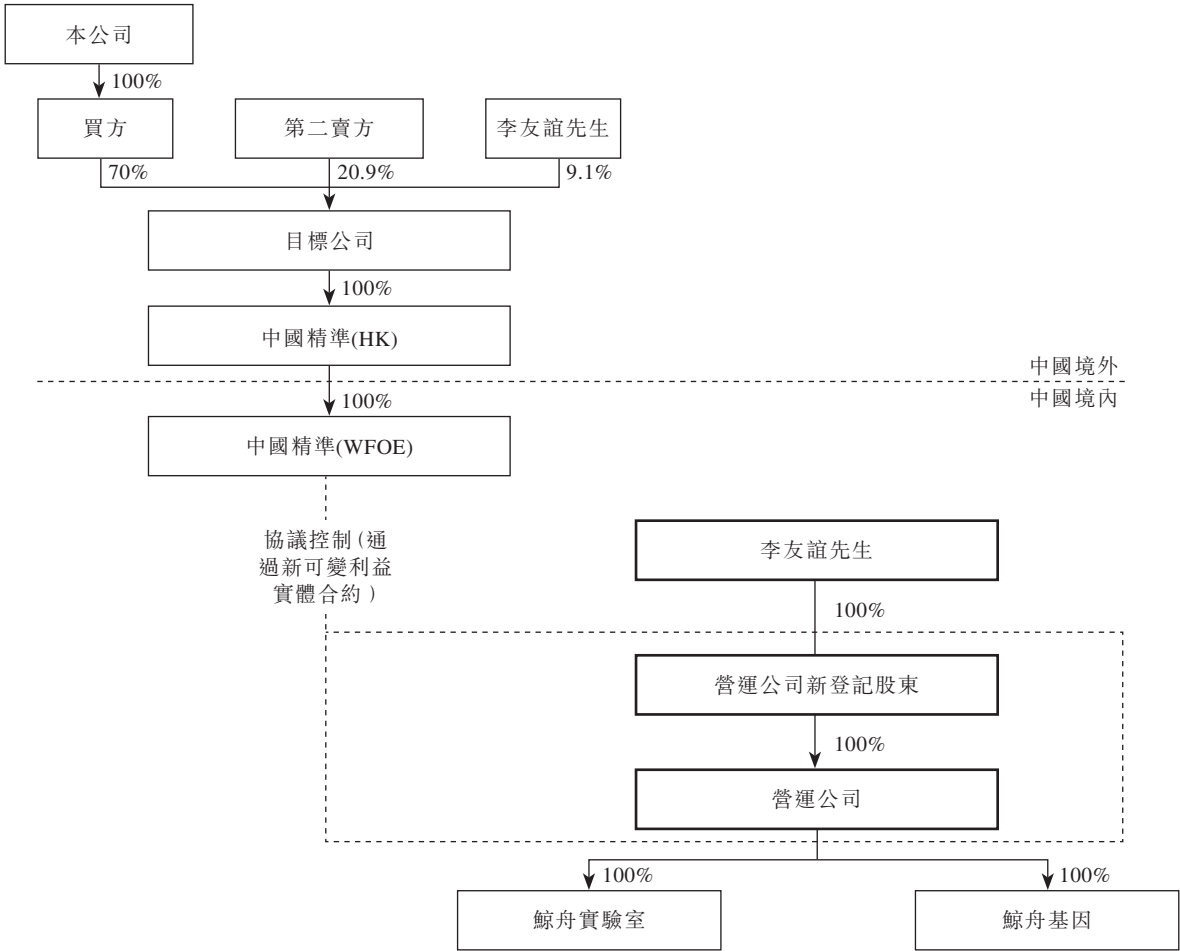 本公司
100%
買方
第二賣方
李友誼先生
70%
20.9%
9.1%
目標公司
100%
中國精準(HK)
中國境外
100%
中國境內
中國精準(WFOE)
協議控制(通
過新可變利益
實體合約)
李友誼先生
100%
營運公司新登記股東
100%
營運公司
100%
100%
鯨舟實驗室
鯨舟基因